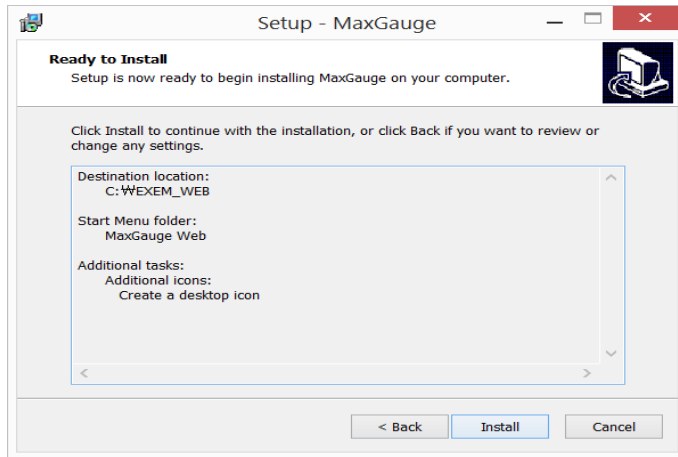 Setup - MaxGauge
Ready to Install
Setup is now ready to begin installing MaxGauge on your computer.
Click Install to continue with the installation, or click Back if you want to review or
change any settings.
Destination location:
C:₩EXEM_WEB
Start Menu folder:
MaxGauge Web
Additional tasks:
Additional icons:
Create a desktop icon
< Back
Install
Cancel